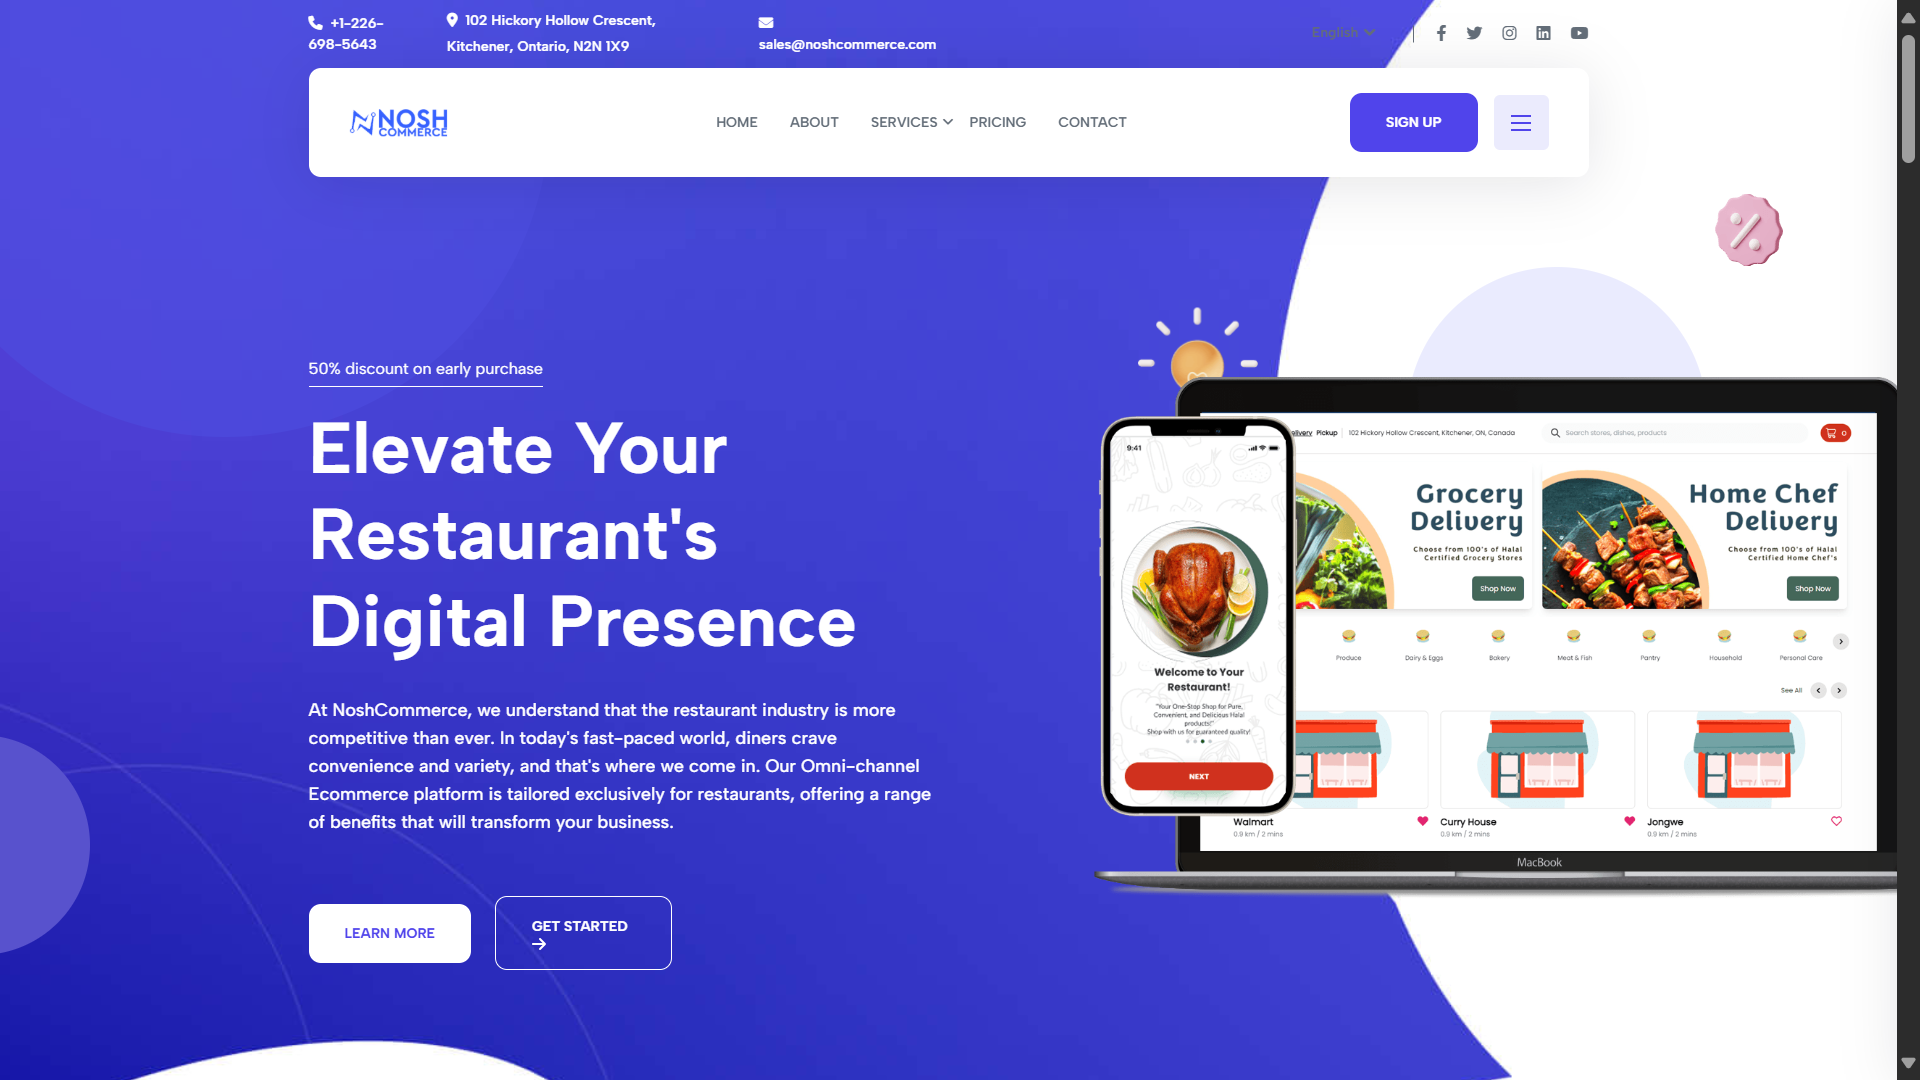 +1-226-
698-5643
102 Hickory Hollow Crescent,
Kitchener, Ontario, N2N 1X9
sales@noshcommerce.com
English
NOSH
COMMERCE
HOME
ABOUT
SERVICES
PRICING
CONTACT
SIGN UP
50% discount on early purchase
Elevate Your
Restaurant's
Digital Presence
At NoshCommerce, we understand that the restaurant industry is more
competitive than ever. In today's fast-paced world, diners crave
convenience and variety, and that's where we come in. Our Omni-channel
Ecommerce platform is tailored exclusively for restaurants, offering a range
of benefits that will transform your business.
LEARN MORE
GET STARTED
9:41
Welcome to Your
Restaurant!
"Your One-Stop Shop for Pure,
Convenient, and Delicious Halal
products!"
Shop with us for guaranteed quality!
NEXT
Pickup
102 Hickory Hollow Crescent, Kitchener, ON, Canada
Search stores, dishes, products
0
Grocery
Delivery
Choose from 100's of Halal
Certified Grocery Stores
Shop Now
Home Chef
Delivery
Choose from 100's of Halal
Certified Home Chef's
Shop Now
Produce
Dairy & Eggs
Bakery
Meat & Fish
Pantry
Household
Personal Care
See All
Walmart
0.9 km / 2 mins
Curry House
0.9 km / 2 mins
Jongwe
0.9 km / 2 mins
MacBook